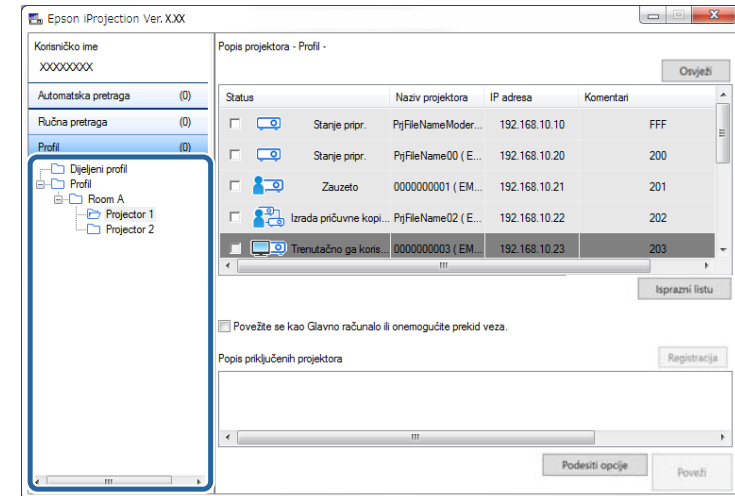 Epson iProjection Ver. X.XX
Korisničko ime
XXXXXXXX
Automatska pretraga (0)
Ručna pretraga (0)
Profil (0)
Dijeljeni profil
Profil
Room A
Projector 1
Projector 2
Popis projektora - Profil -
Osvježi
Status Naziv projektora IP adresa Komentari
Stanje pripr. PrjFileNameModer... 192.168.10.10 FFF
Stanje pripr. PrjFileName00 ( E... 192.168.10.20 200
Zauzeto 0000000001 ( EM... 192.168.10.21 201
Izrada pričuvne kopi... PrjFileName02 ( E... 192.168.10.22 202
Trenutačno ga koris... 0000000003 ( EM... 192.168.10.23 203
Isprazni listu
Povežite se kao Glavno računalo ili onemogućite prekid veza.
Popis priključenih projektora
Registracija
Podesiti opcije
Poveži